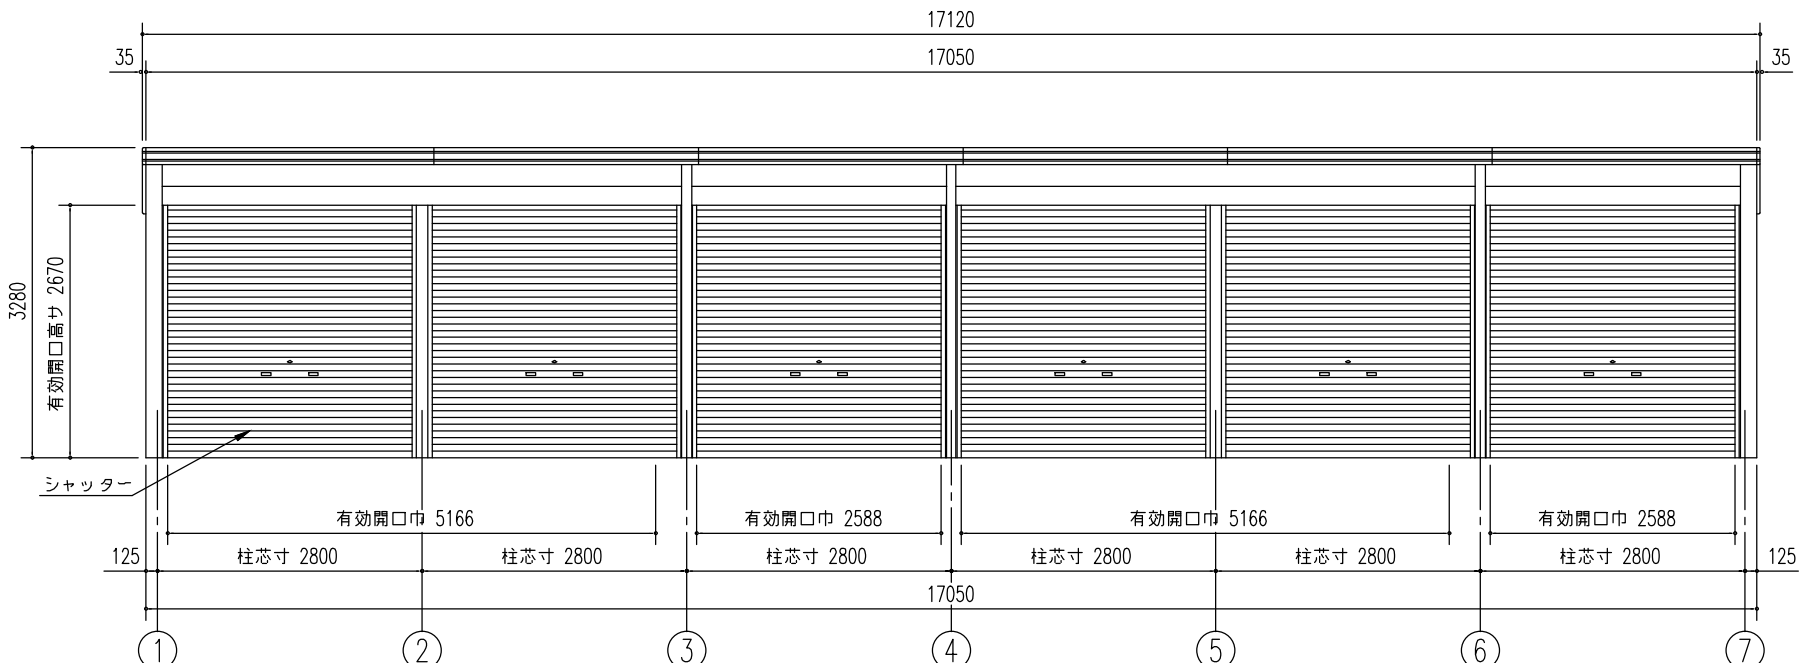 17120
35 17050 35
3280
有効開口高サ 2670
シャッター
有効開口巾 5166 有効開口巾 2588 有効開口巾 5166 有効開口巾 2588
125 柱芯寸 2800 柱芯寸 2800 柱芯寸 2800 柱芯寸 2800 柱芯寸 2800 柱芯寸 2800 125
17050
1 2 3 4 5 6 7